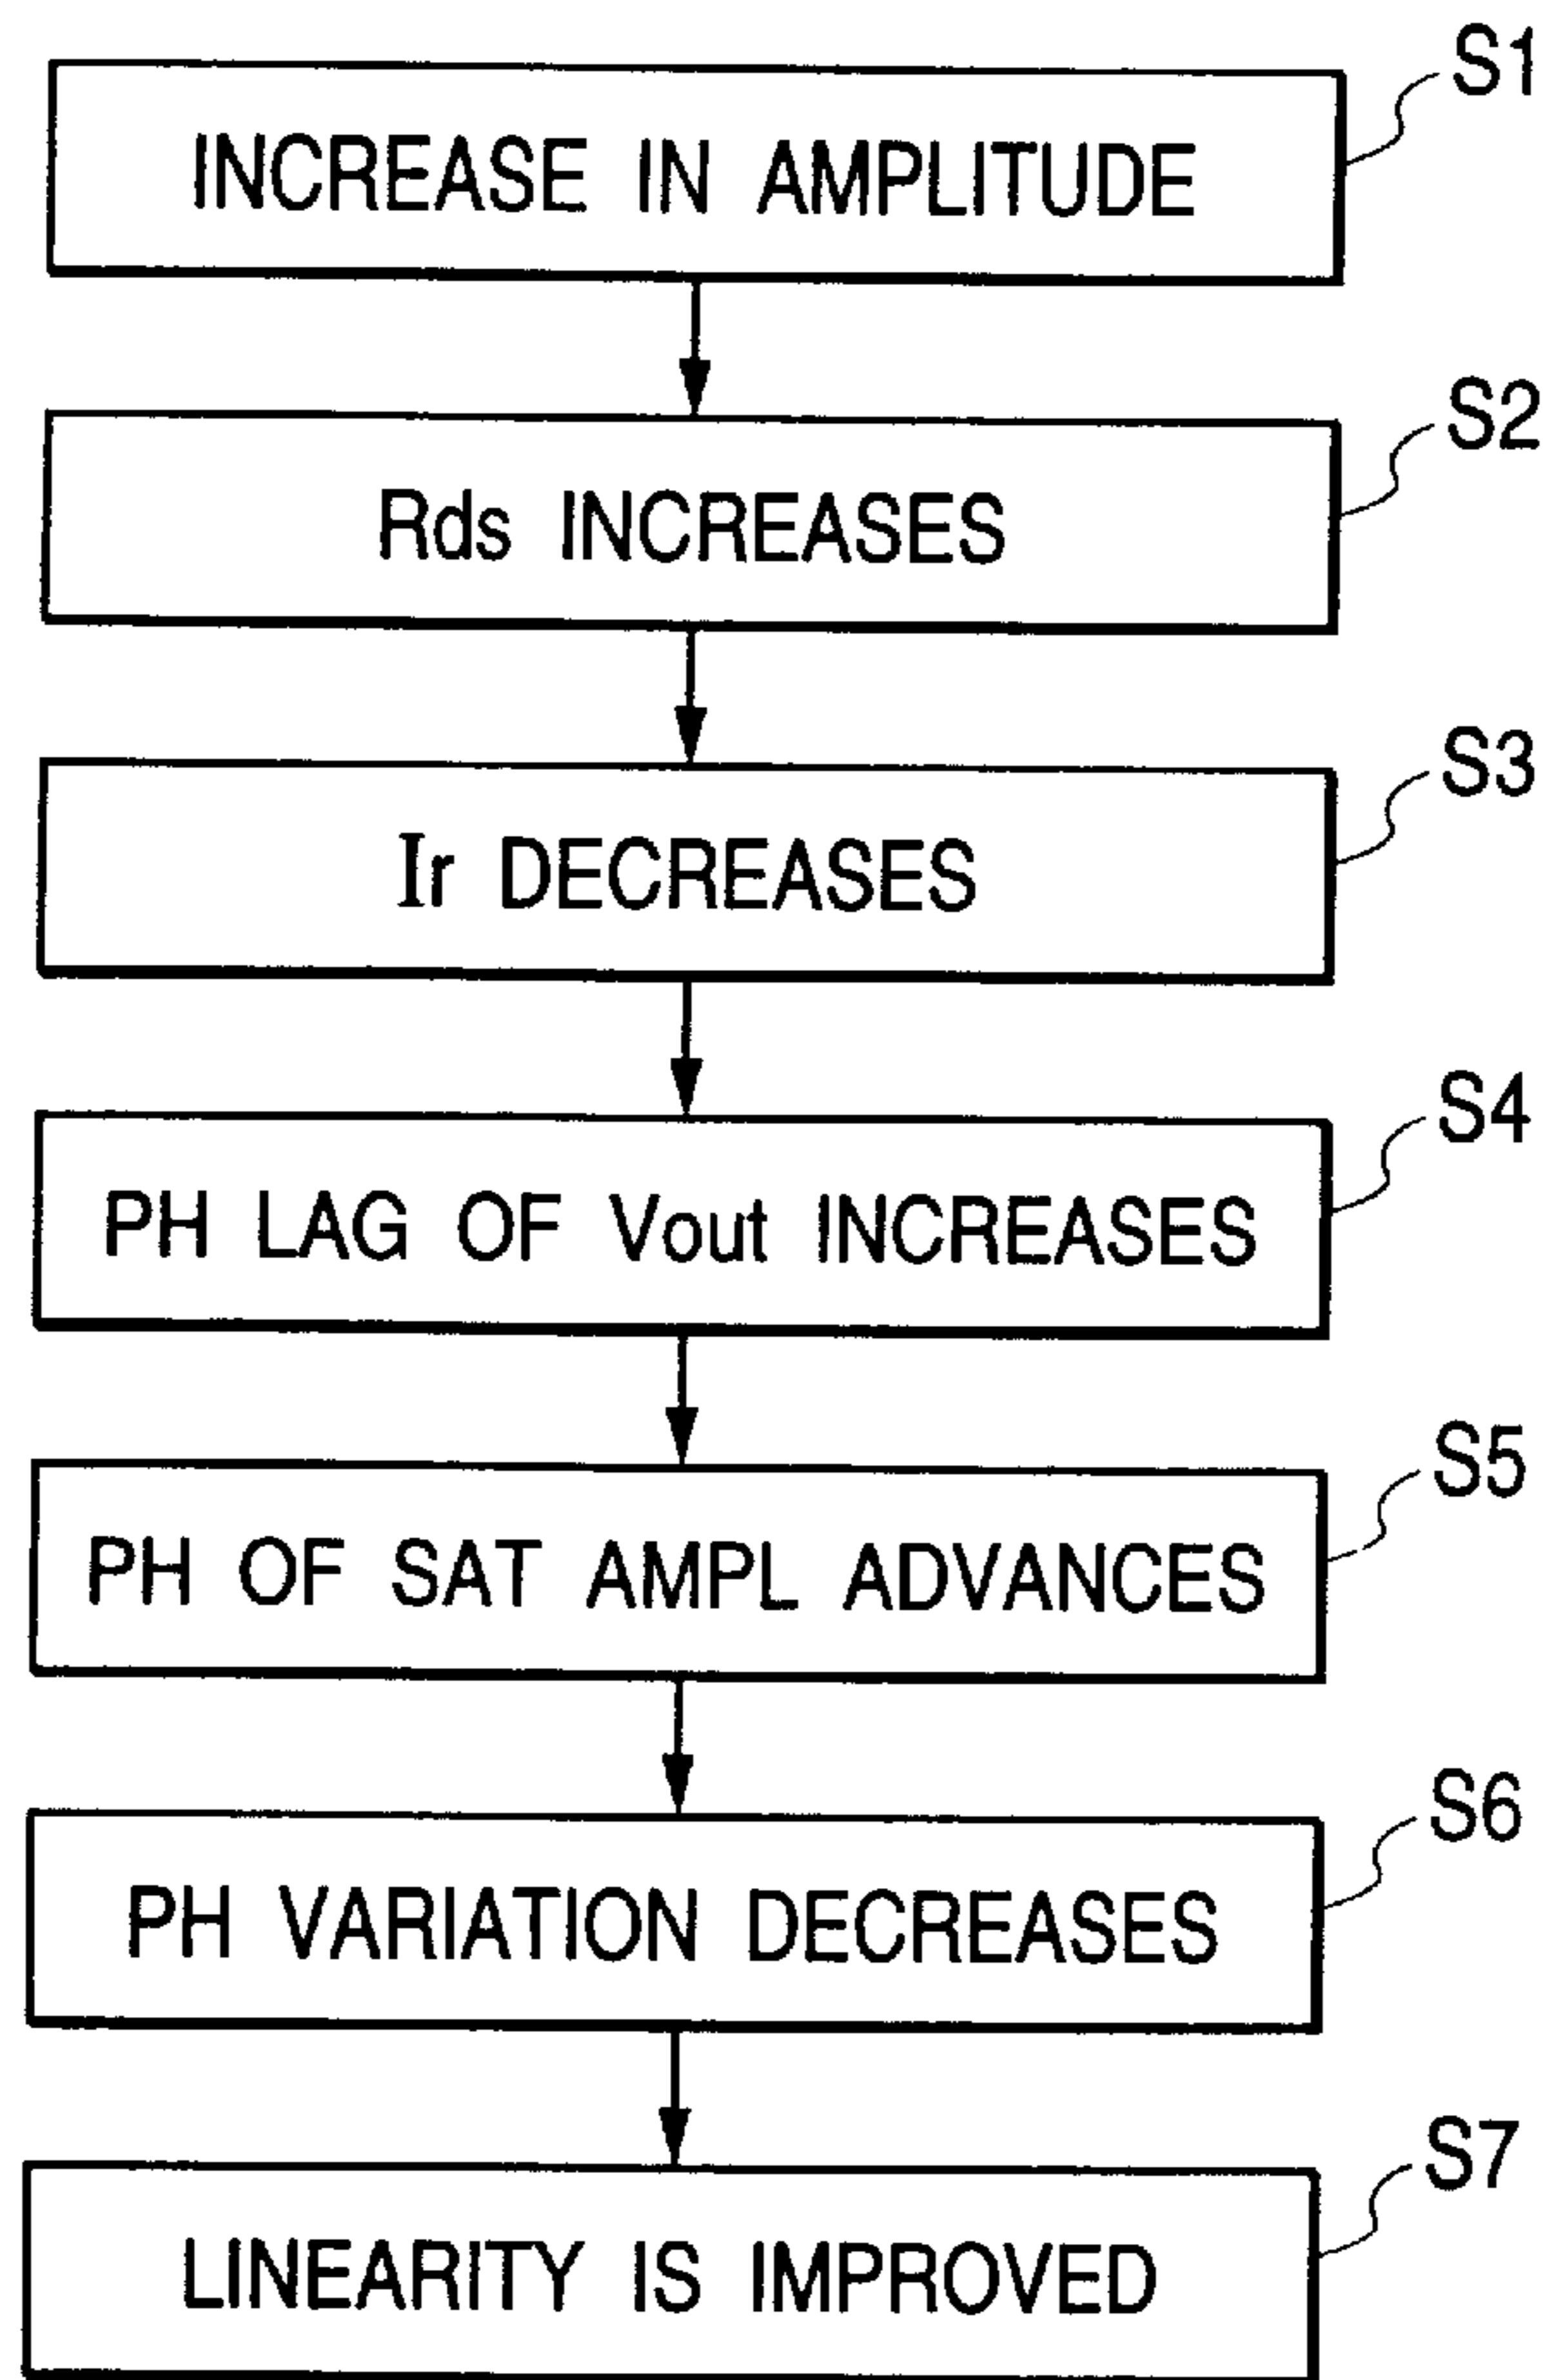 S1
INCREASE IN AMPLITUDE
S2
Rds INCREASES
S3
Ir DECREASES
S4
PH LAG OF Vout INCREASES
S5
PH OF SAT AMPL ADVANCES
S6
PH VARIATION DECREASES
S7
LINEARITY IS IMPROVED